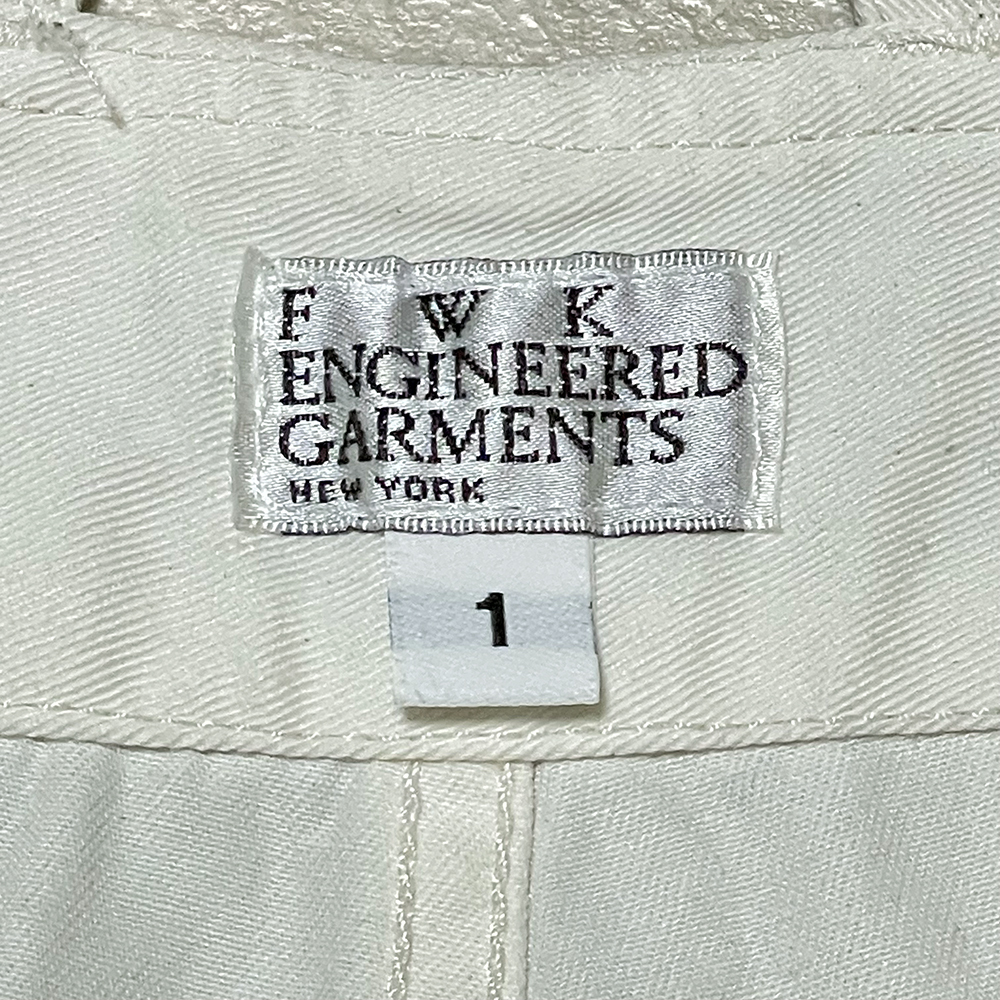 F W K
ENGINEERED
GARMENTS
NEW YORK
1